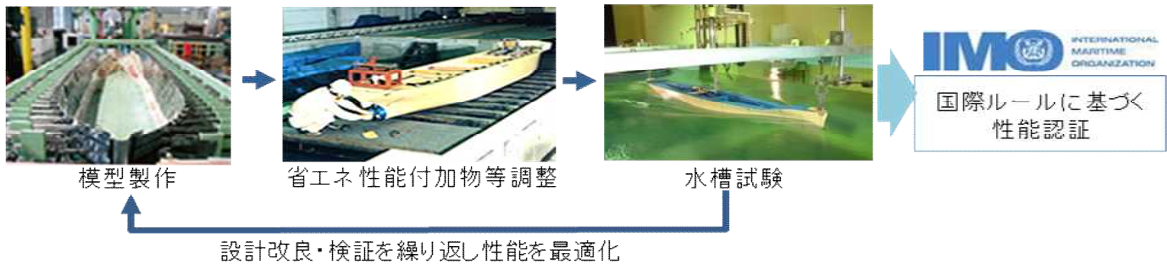 IMO
INTERNATIONAL
MARITIME
ORGANIZATION
国際ルールに基づく
性能認証
模型製作
省エネ性能付加物等調整
水槽試験
設計改良・検証を繰り返し性能を最適化